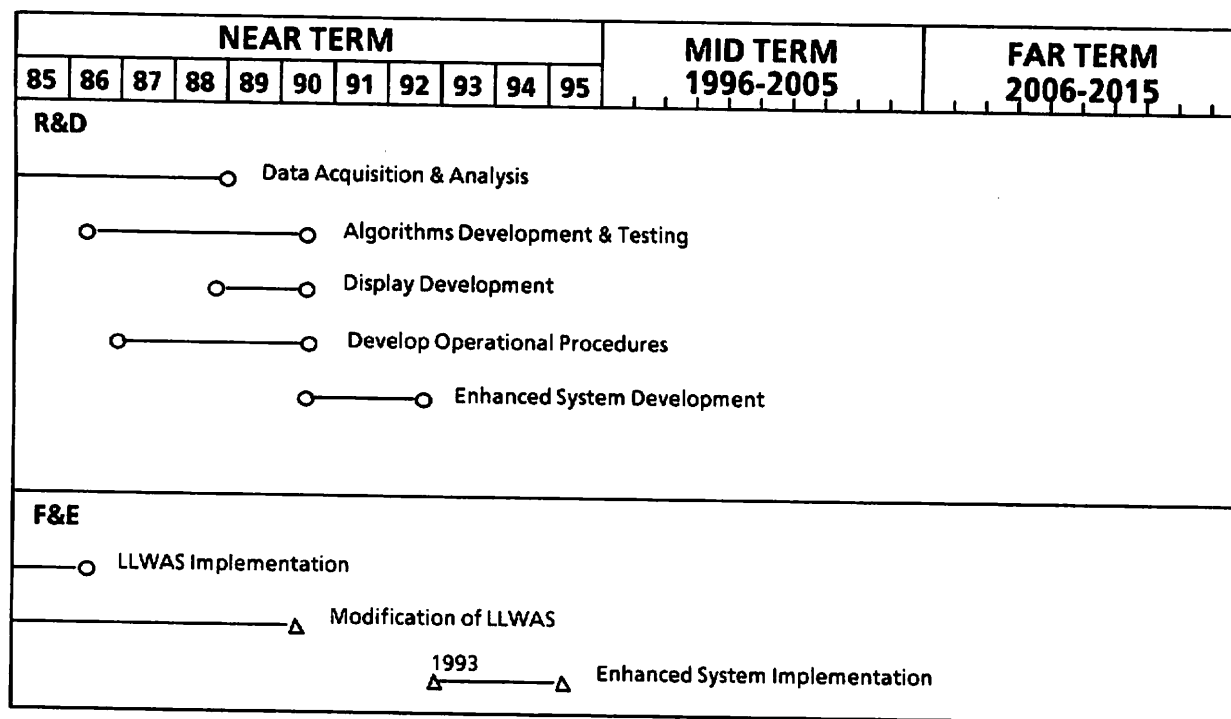 NEAR TERM
MID TERM
1996-2005
FAR TERM
2006-2015
85 86 87 88 89 90 91 92 93 94 95
R&D
Data Acquisition & Analysis
Algorithms Development & Testing
Display Development
Develop Operational Procedures
Enhanced System Development
F&E
LLWAS Implementation
Modification of LLWAS
1993
Enhanced System Implementation